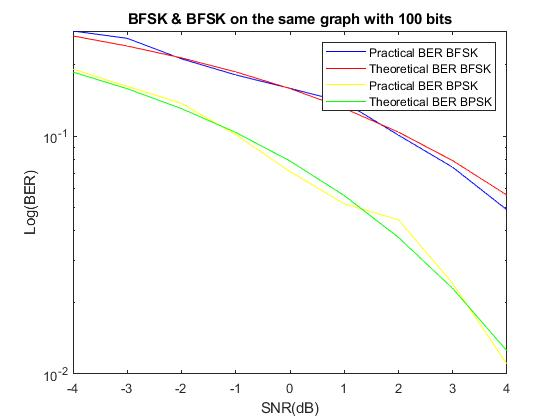 BFSK & BFSK on the same graph with 100 bits
Practical BER BFSK
Theoretical BER BFSK
Practical BER BPSK
Theoretical BER BPSK
Log(BER)
10^-1
10^-2
-4 -3 -2 -1 0 1 2 3 4
SNR(dB)